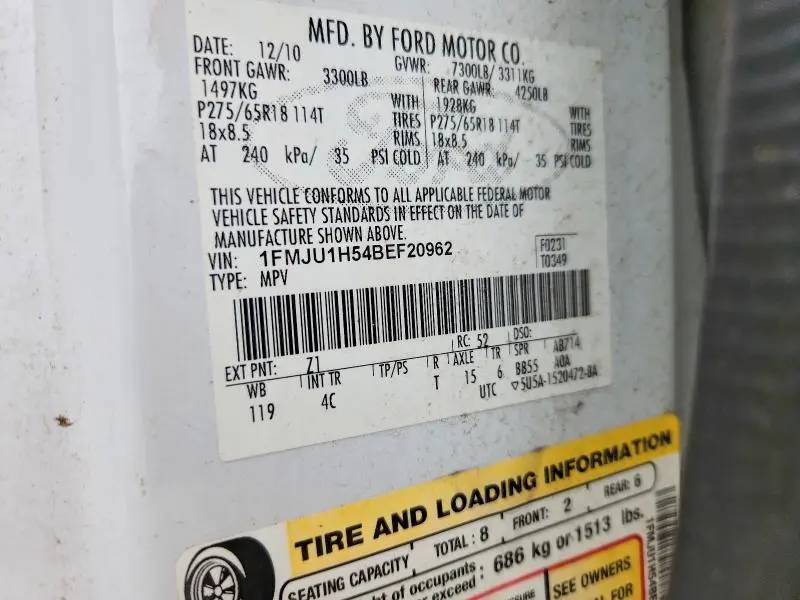 MFD. BY FORD MOTOR CO.
DATE: 12/10 GVWR: 7300LB/ 3311KG
FRONT GAWR: 3300LB REAR GAWR: 4250LB
1497KG WITH 1928KG WITH
P275/65R18 114T TIRES P275/65R18 114T TIRES
18x8.5 RIMS 18x8.5 RIMS
AT 240 kPa/ 35 PSI COLD AT 240 kPa/ 35 PSI COLD
THIS VEHICLE CONFORMS TO ALL APPLICABLE FEDERAL MOTOR
VEHICLE SAFETY STANDARDS IN EFFECT ON THE DATE OF
MANUFACTURE SHOWN ABOVE.
VIN: 1FMJU1H54BEF20962 F0231
TYPE: MPV T0349
EXT PNT: Z1 RC: 52 DSO:
WB INT TR TP/PS R AXLE TR SPR AB714
119 4C T 15 6 BB55 AOA
UTC 5U5A-1520472-BA
TIRE AND LOADING INFORMATION
SEATING CAPACITY TOTAL: 8 FRONT: 2 REAR: 6
of occupants
exceed: 686 kg or 1513 lbs.
SEE OWNERS
FOR